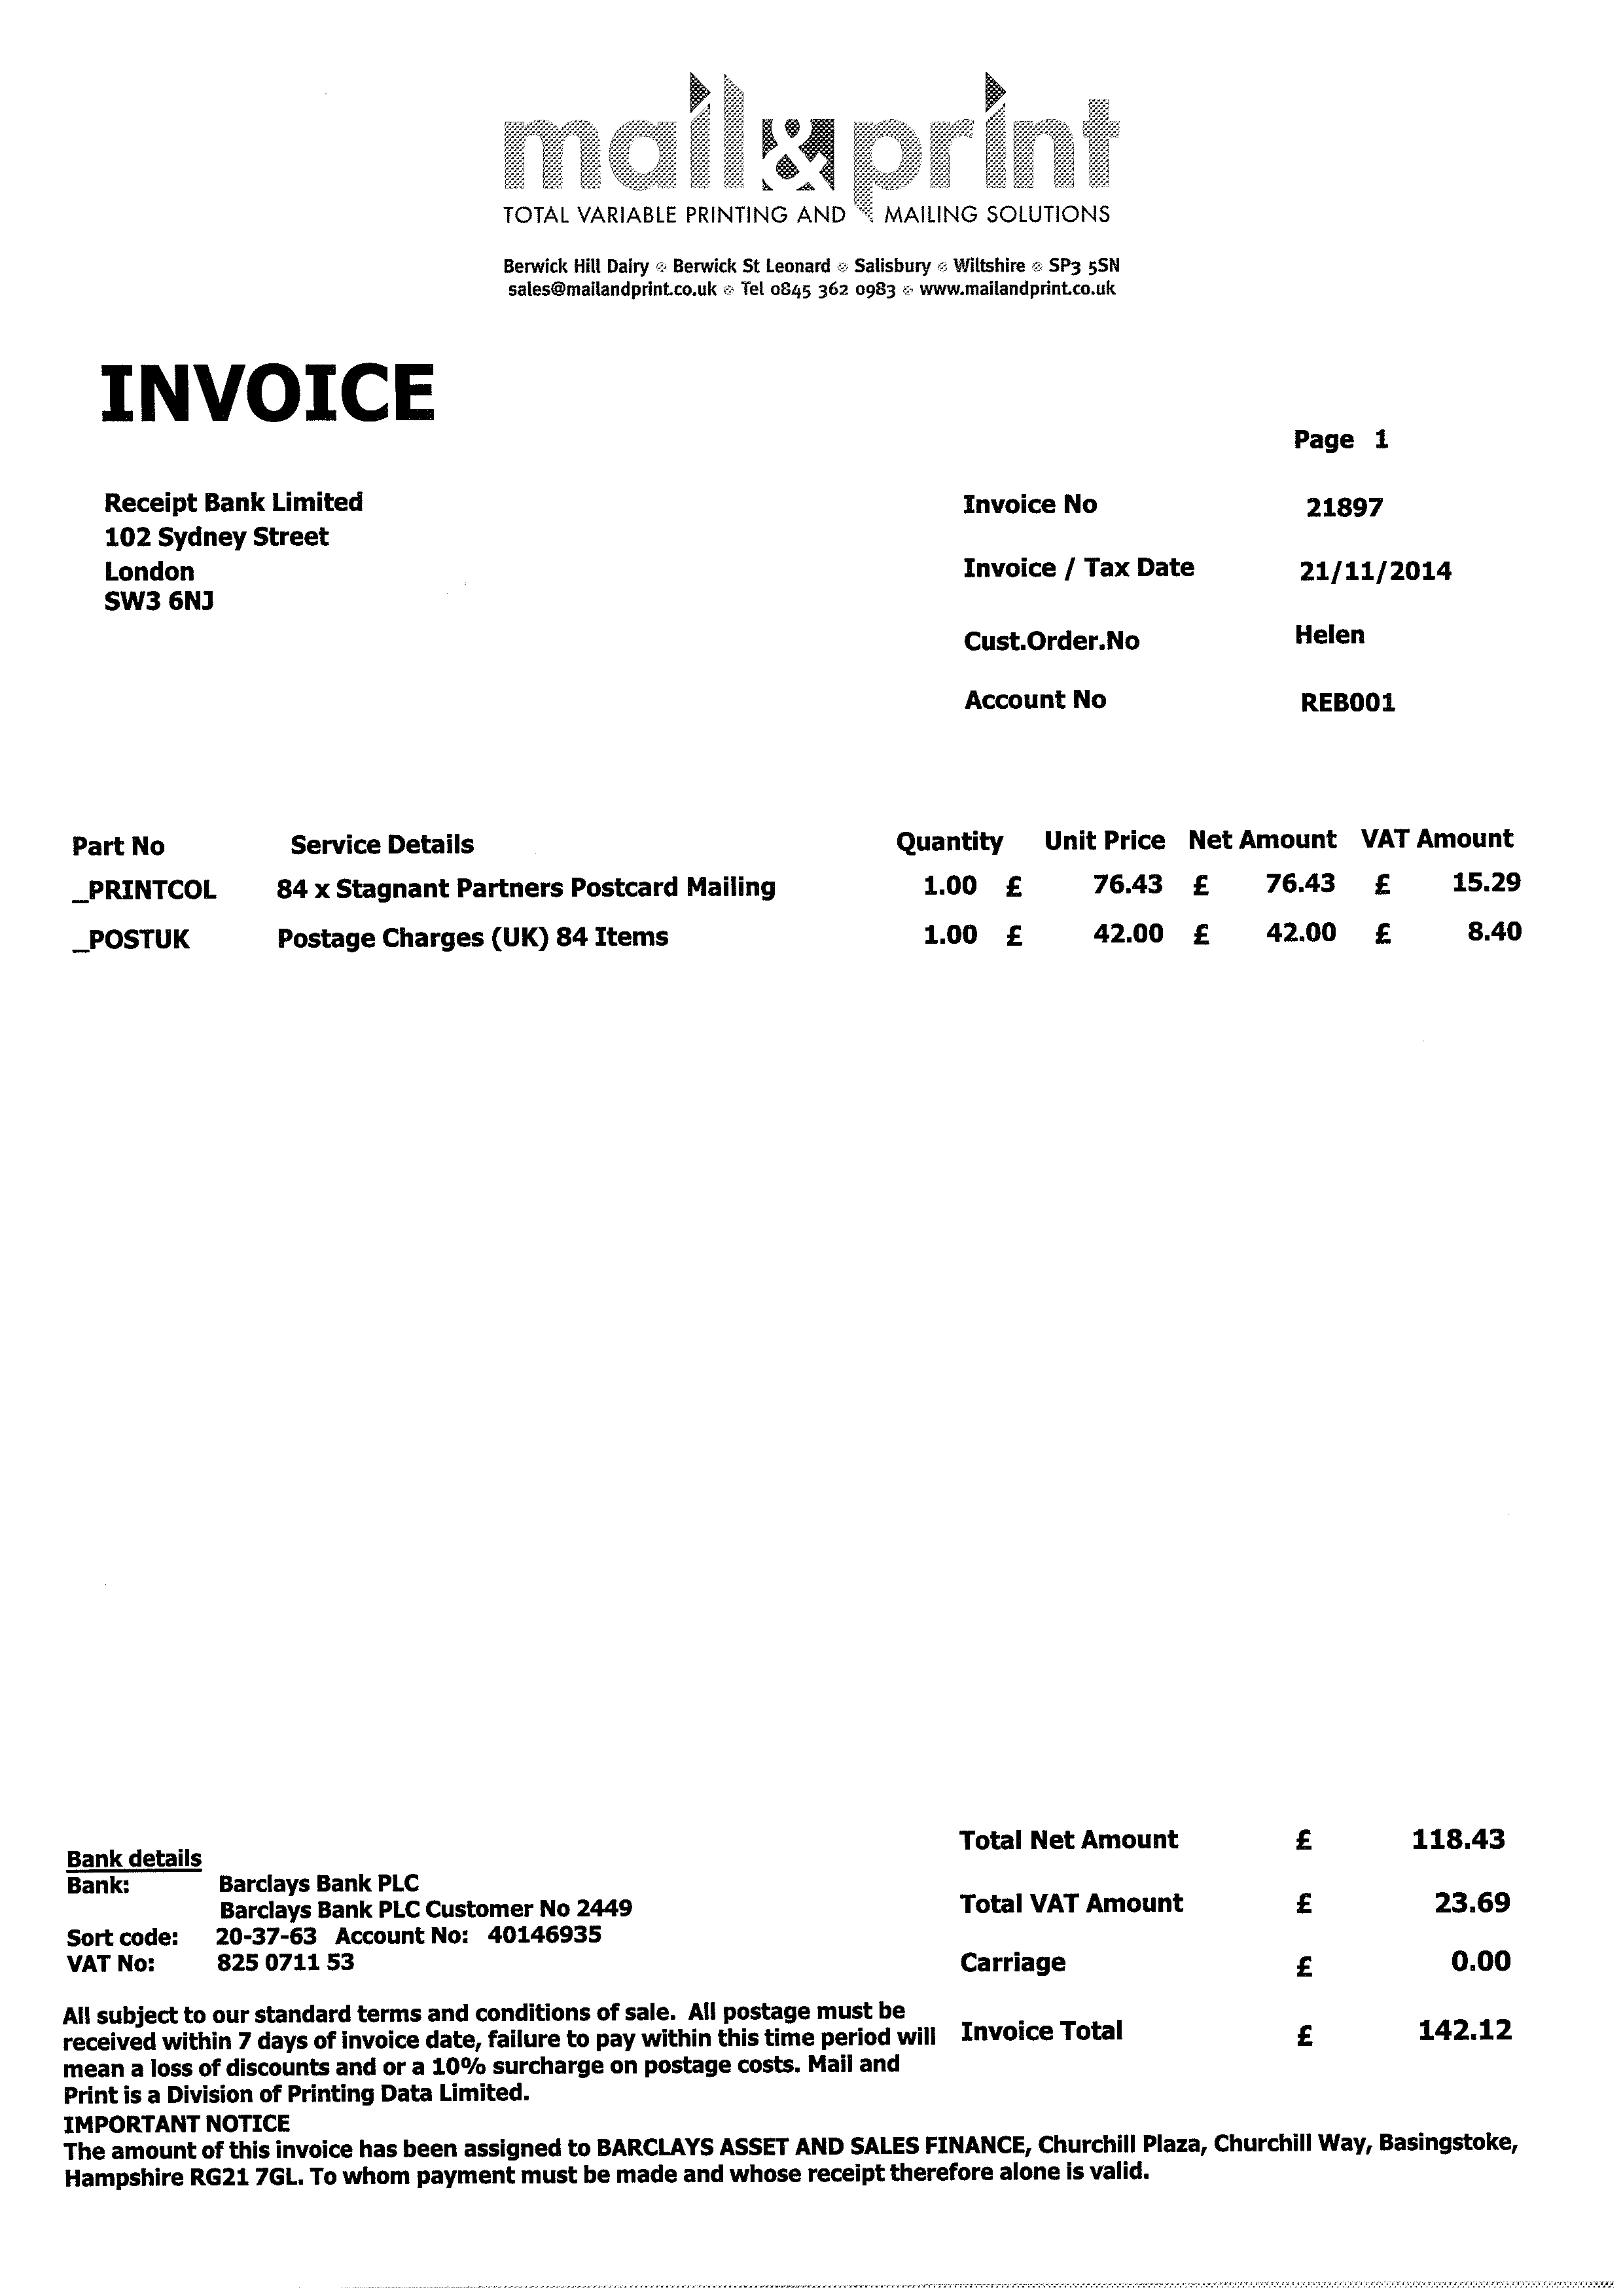 mail&print
TOTAL VARIABLE PRINTING AND MAILING SOLUTIONS
Berwick Hill Dairy Berwick St Leonard Salisbury Wiltshire SP3 5SN
sales@mailandprint.co.uk Tel 0845 362 0983 www.mailandprint.co.uk
INVOICE
Page 1
Receipt Bank Limited
102 Sydney Street
London
SW3 6NJ
Invoice No 21897
Invoice / Tax Date 21/11/2014
Cust.Order.No Helen
Account No REB001
Part No Service Details Quantity Unit Price Net Amount VAT Amount
_PRINTCOL 84 x Stagnant Partners Postcard Mailing 1.00 £ 76.43 £ 76.43 £ 15.29
_POSTUK Postage Charges (UK) 84 Items 1.00 £ 42.00 £ 42.00 £ 8.40
Bank details
Bank: Barclays Bank PLC
Barclays Bank PLC Customer No 2449
Sort code: 20-37-63 Account No: 40146935
VAT No: 825 0711 53
Total Net Amount £ 118.43
Total VAT Amount £ 23.69
Carriage £ 0.00
Invoice Total £ 142.12
All subject to our standard terms and conditions of sale. All postage must be
received within 7 days of invoice date, failure to pay within this time period will
mean a loss of discounts and or a 10% surcharge on postage costs. Mail and
Print is a Division of Printing Data Limited.
IMPORTANT NOTICE
The amount of this invoice has been assigned to BARCLAYS ASSET AND SALES FINANCE, Churchill Plaza, Churchill Way, Basingstoke,
Hampshire RG21 7GL. To whom payment must be made and whose receipt therefore alone is valid.